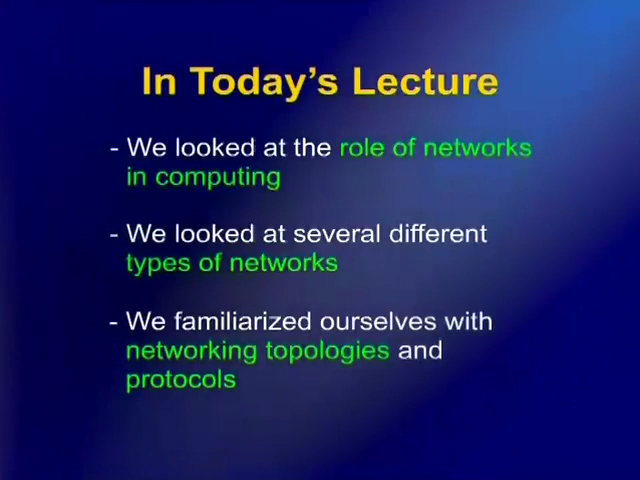 In Today’s Lecture
- We looked at the role of networks
in computing
- We looked at several different
types of networks
- We familiarized ourselves with
networking topologies and
protocols